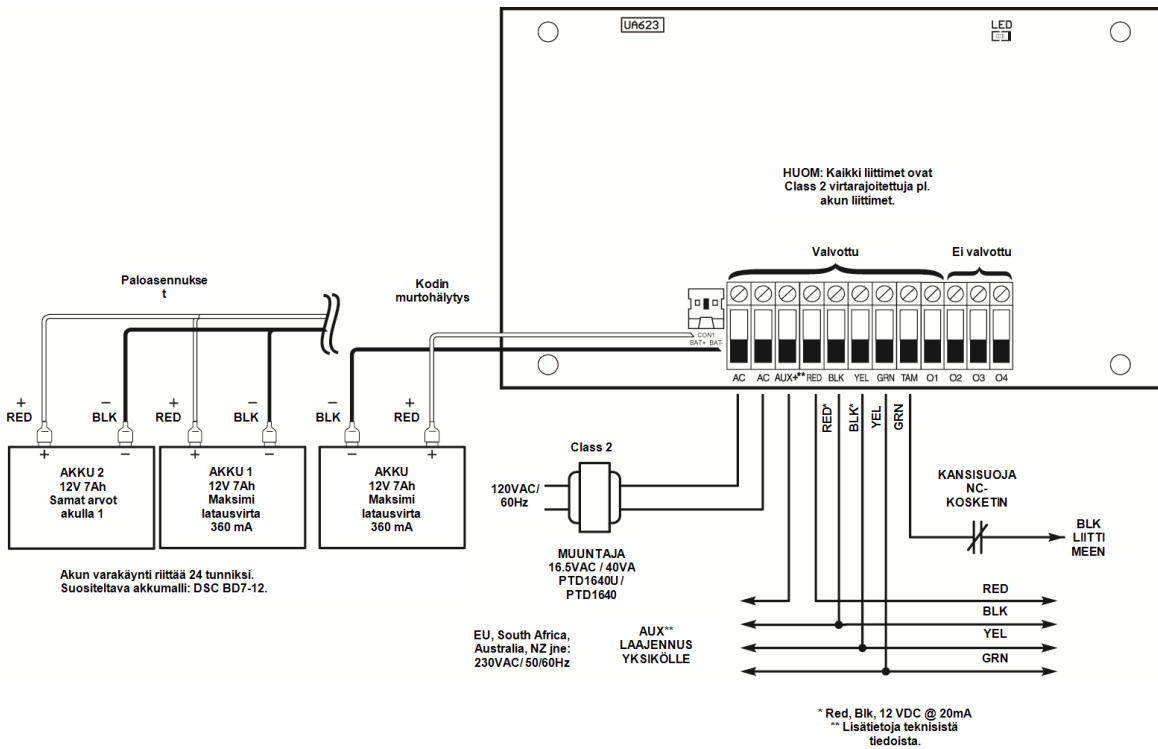 UA623
LED
HUOM: Kaikki liittimet ovat
Class 2 virtarajoitettuja pl.
akun liittimet.
Valvottu
Ei valvottu
Paloasennukse
t
Kodin
murtohälytys
CON1
BAT+ BAT-
AC AC AUX+** RED BLK YEL GRN TAM O1 O2 O3 O4
RED* BLK* YEL GRN
+ RED
– BLK
+ RED
– BLK
– BLK
+ RED
+ –
AKKU 2
12V 7Ah
Samat arvot
akulla 1
+ –
AKKU 1
12V 7Ah
Maksimi
latausvirta
360 mA
– +
AKKU
12V 7Ah
Maksimi
latausvirta
360 mA
Akun varakäynti riittää 24 tunniksi.
Suositeltava akkumalli: DSC BD7-12.
Class 2
120VAC/
60Hz
MUUNTAJA
16.5VAC / 40VA
PTD1640U /
PTD1640
KANSISUOJA
NC-
KOSKETIN
BLK
LIITTI
MEEN
EU, South Africa,
Australia, NZ jne:
230VAC/ 50/60Hz
AUX**
LAAJENNUS
YKSIKÖLLE
RED
BLK
YEL
GRN
* Red, Blk, 12 VDC @ 20mA
** Lisätietoja teknisistä
tiedoista.